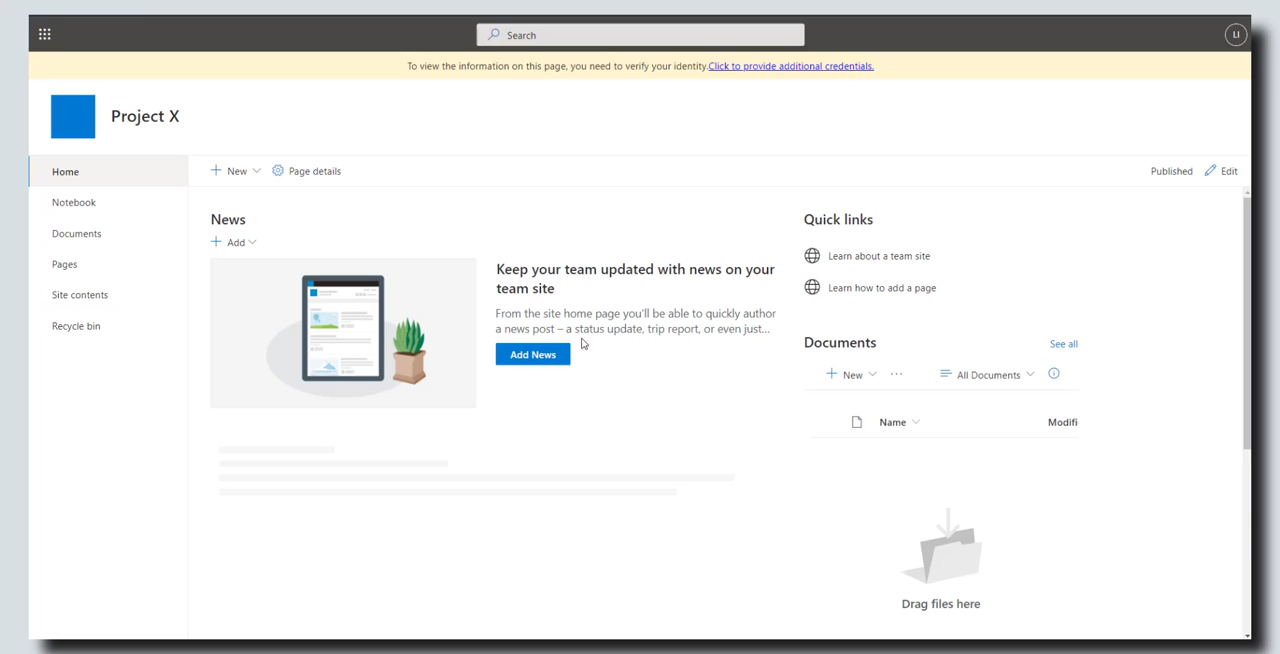 Search
LI
To view the information on this page, you need to verify your identity.Click to provide additional credentials.
Project X
Home
Notebook
Documents
Pages
Site contents
Recycle bin
New
Page details
Published
Edit
News
Add
Keep your team updated with news on your
team site
From the site home page you'll be able to quickly author
a news post – a status update, trip report, or even just...
Add News
Quick links
Learn about a team site
Learn how to add a page
Documents
See all
New
...
All Documents
Name
Modifi
Drag files here